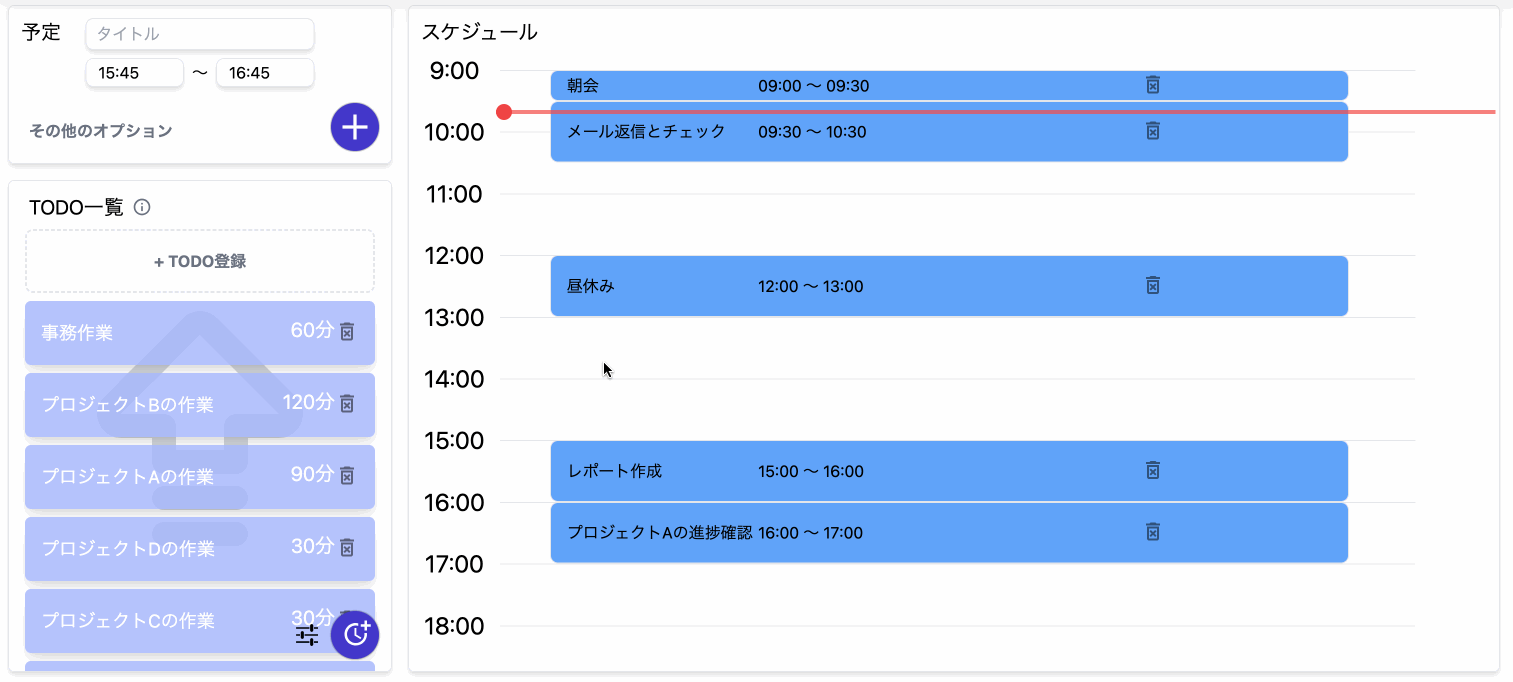 予定
タイトル
15:45 〜 16:45
その他のオプション
TODO一覧
+ TODO登録
事務作業 60分
プロジェクトBの作業 120分
プロジェクトAの作業 90分
プロジェクトDの作業 30分
プロジェクトCの作業 30分
スケジュール
9:00
朝会 09:00 〜 09:30
10:00
メール返信とチェック 09:30 〜 10:30
11:00
12:00
昼休み 12:00 〜 13:00
13:00
14:00
15:00
レポート作成 15:00 〜 16:00
16:00
プロジェクトAの進捗確認 16:00 〜 17:00
17:00
18:00